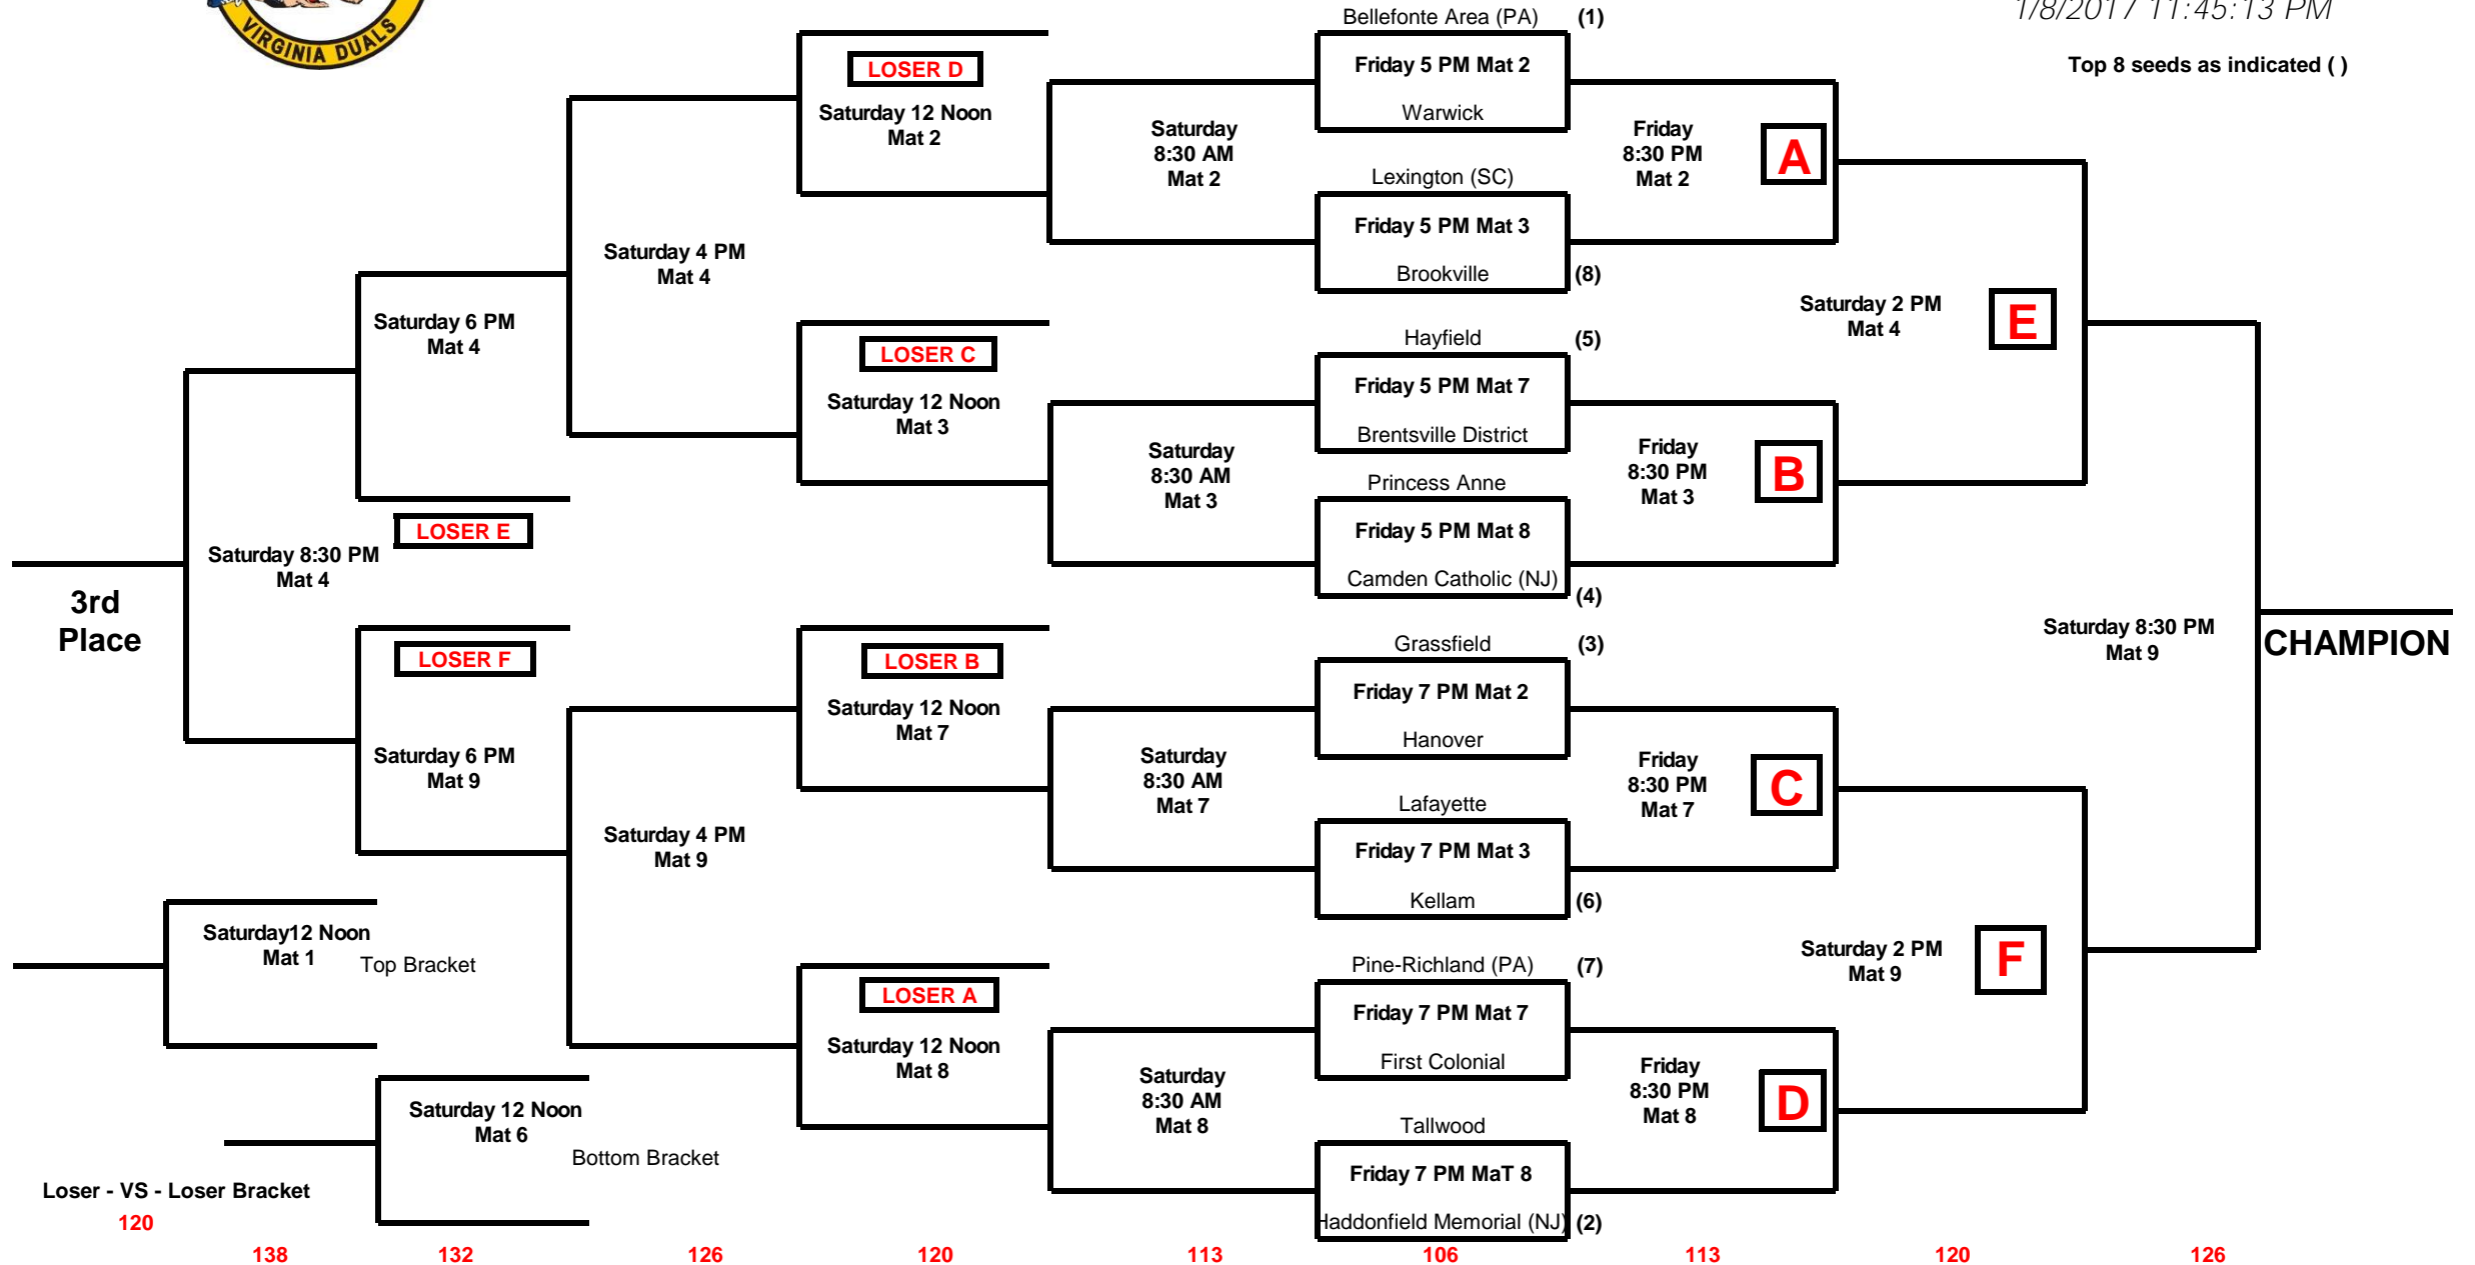 VIRGINIA DUALS
1/8/2017 11:45:13 PM
Top 8 seeds as indicated ( )
Bellefonte Area (PA) (1)
Friday 5 PM Mat 2
Warwick
Lexington (SC)
Friday 5 PM Mat 3
Brookville (8)
Hayfield (5)
Friday 5 PM Mat 7
Brentsville District
Princess Anne
Friday 5 PM Mat 8
Camden Catholic (NJ)
(4)
Grassfield (3)
Friday 7 PM Mat 2
Hanover
Lafayette
Friday 7 PM Mat 3
Kellam (6)
Pine-Richland (PA) (7)
Friday 7 PM Mat 7
First Colonial
Tallwood
Friday 7 PM MaT 8
Haddonfield Memorial (NJ) (2)
Friday
8:30 PM
Mat 2
A
Friday
8:30 PM
Mat 3
B
Friday
8:30 PM
Mat 7
C
Friday
8:30 PM
Mat 8
D
Saturday 2 PM
Mat 4
E
Saturday 2 PM
Mat 9
F
Saturday 8:30 PM
Mat 9
CHAMPION
Saturday
8:30 AM
Mat 2
Saturday
8:30 AM
Mat 3
Saturday
8:30 AM
Mat 7
Saturday
8:30 AM
Mat 8
LOSER D
Saturday 12 Noon
Mat 2
LOSER C
Saturday 12 Noon
Mat 3
LOSER B
Saturday 12 Noon
Mat 7
LOSER A
Saturday 12 Noon
Mat 8
Saturday 4 PM
Mat 4
Saturday 4 PM
Mat 9
Saturday 6 PM
Mat 4
LOSER E
LOSER F
Saturday 6 PM
Mat 9
Saturday 8:30 PM
Mat 4
3rd
Place
Saturday12 Noon
Mat 1
Top Bracket
Saturday 12 Noon
Mat 6
Bottom Bracket
Loser - VS - Loser Bracket
120
138 132 126 120 113 106 113 120 126